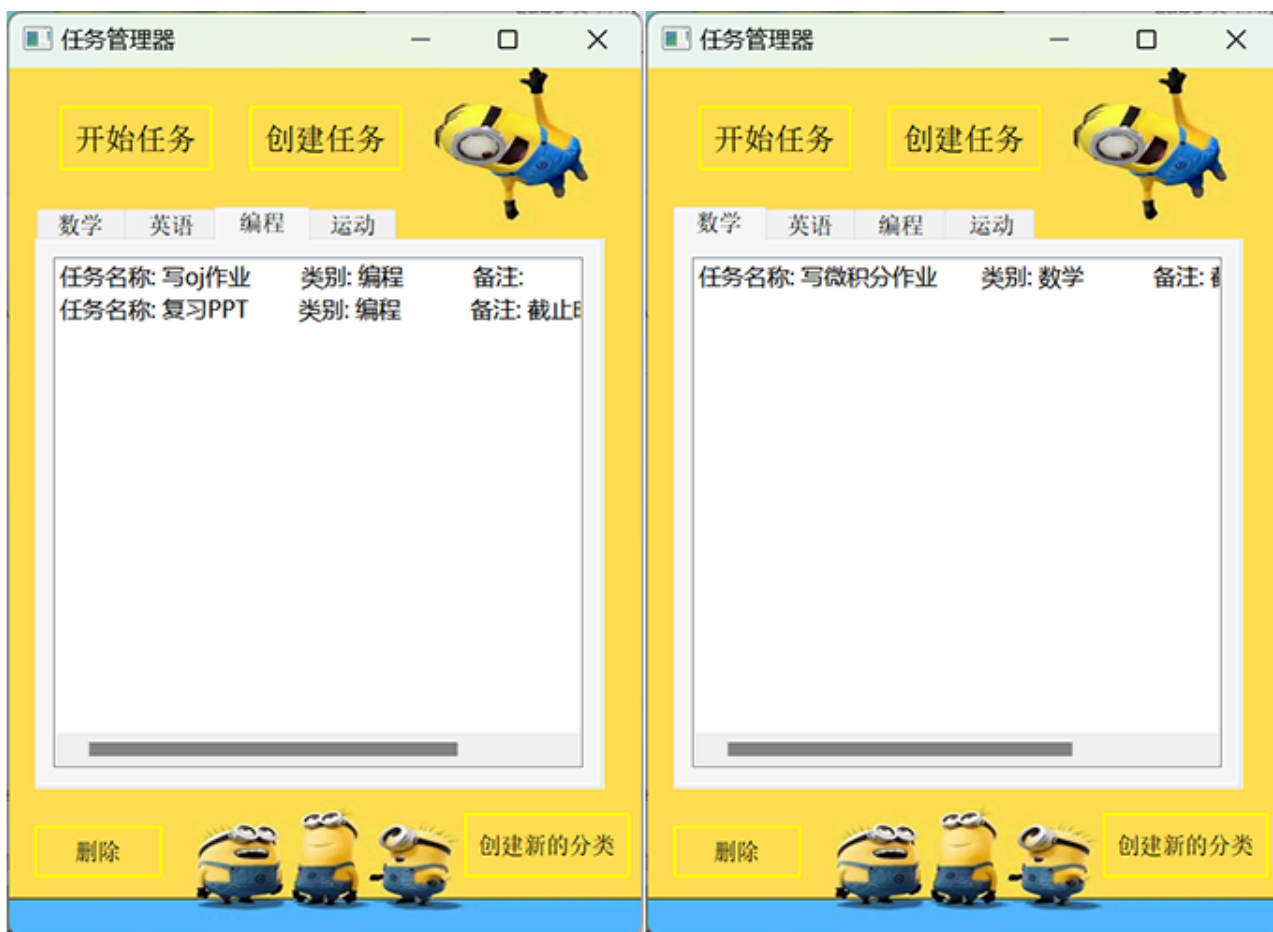 任务管理器
开始任务 创建任务
数学 英语 编程 运动
任务名称: 写oj作业 类别: 编程 备注:
任务名称: 复习PPT 类别: 编程 备注: 截止
删除 创建新的分类
任务管理器
开始任务 创建任务
数学 英语 编程 运动
任务名称: 写微积分作业 类别: 数学 备注:
删除 创建新的分类